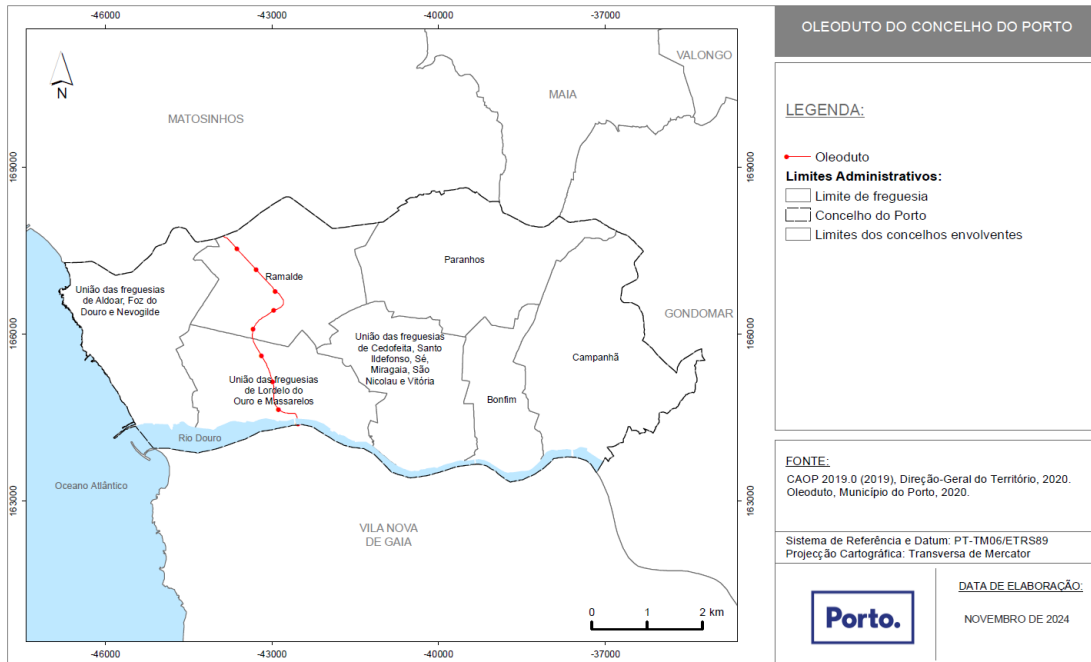 -46000
-43000
-40000
-37000
OLEODUTO DO CONCELHO DO PORTO
N
VALONGO
MAIA
MATOSINHOS
169000
169000
LEGENDA:
Oleoduto
Limites Administrativos:
Limite de freguesia
Concelho do Porto
Limites dos concelhos envolventes
Paranhos
Ramalde
União das freguesias
de Aldoar, Foz do
Douro e Nevogilde
GONDOMAR
166000
166000
União das freguesias
de Cedofeita, Santo
Ildefonso, Sé,
Miragaia, São
Nicolau e Vitória
Campanhã
União das freguesias
de Lordelo do
Ouro e Massarelos
Bonfim
Rio Douro
Oceano Atlântico
163000
163000
VILA NOVA
DE GAIA
FONTE:
CAOP 2019.0 (2019), Direção-Geral do Território, 2020.
Oleoduto, Município do Porto, 2020.
Sistema de Referência e Datum: PT-TM06/ETRS89
Projecção Cartográfica: Transversa de Mercator
0 1 2 km
Porto.
DATA DE ELABORAÇÃO:
NOVEMBRO DE 2024
-46000
-43000
-40000
-37000